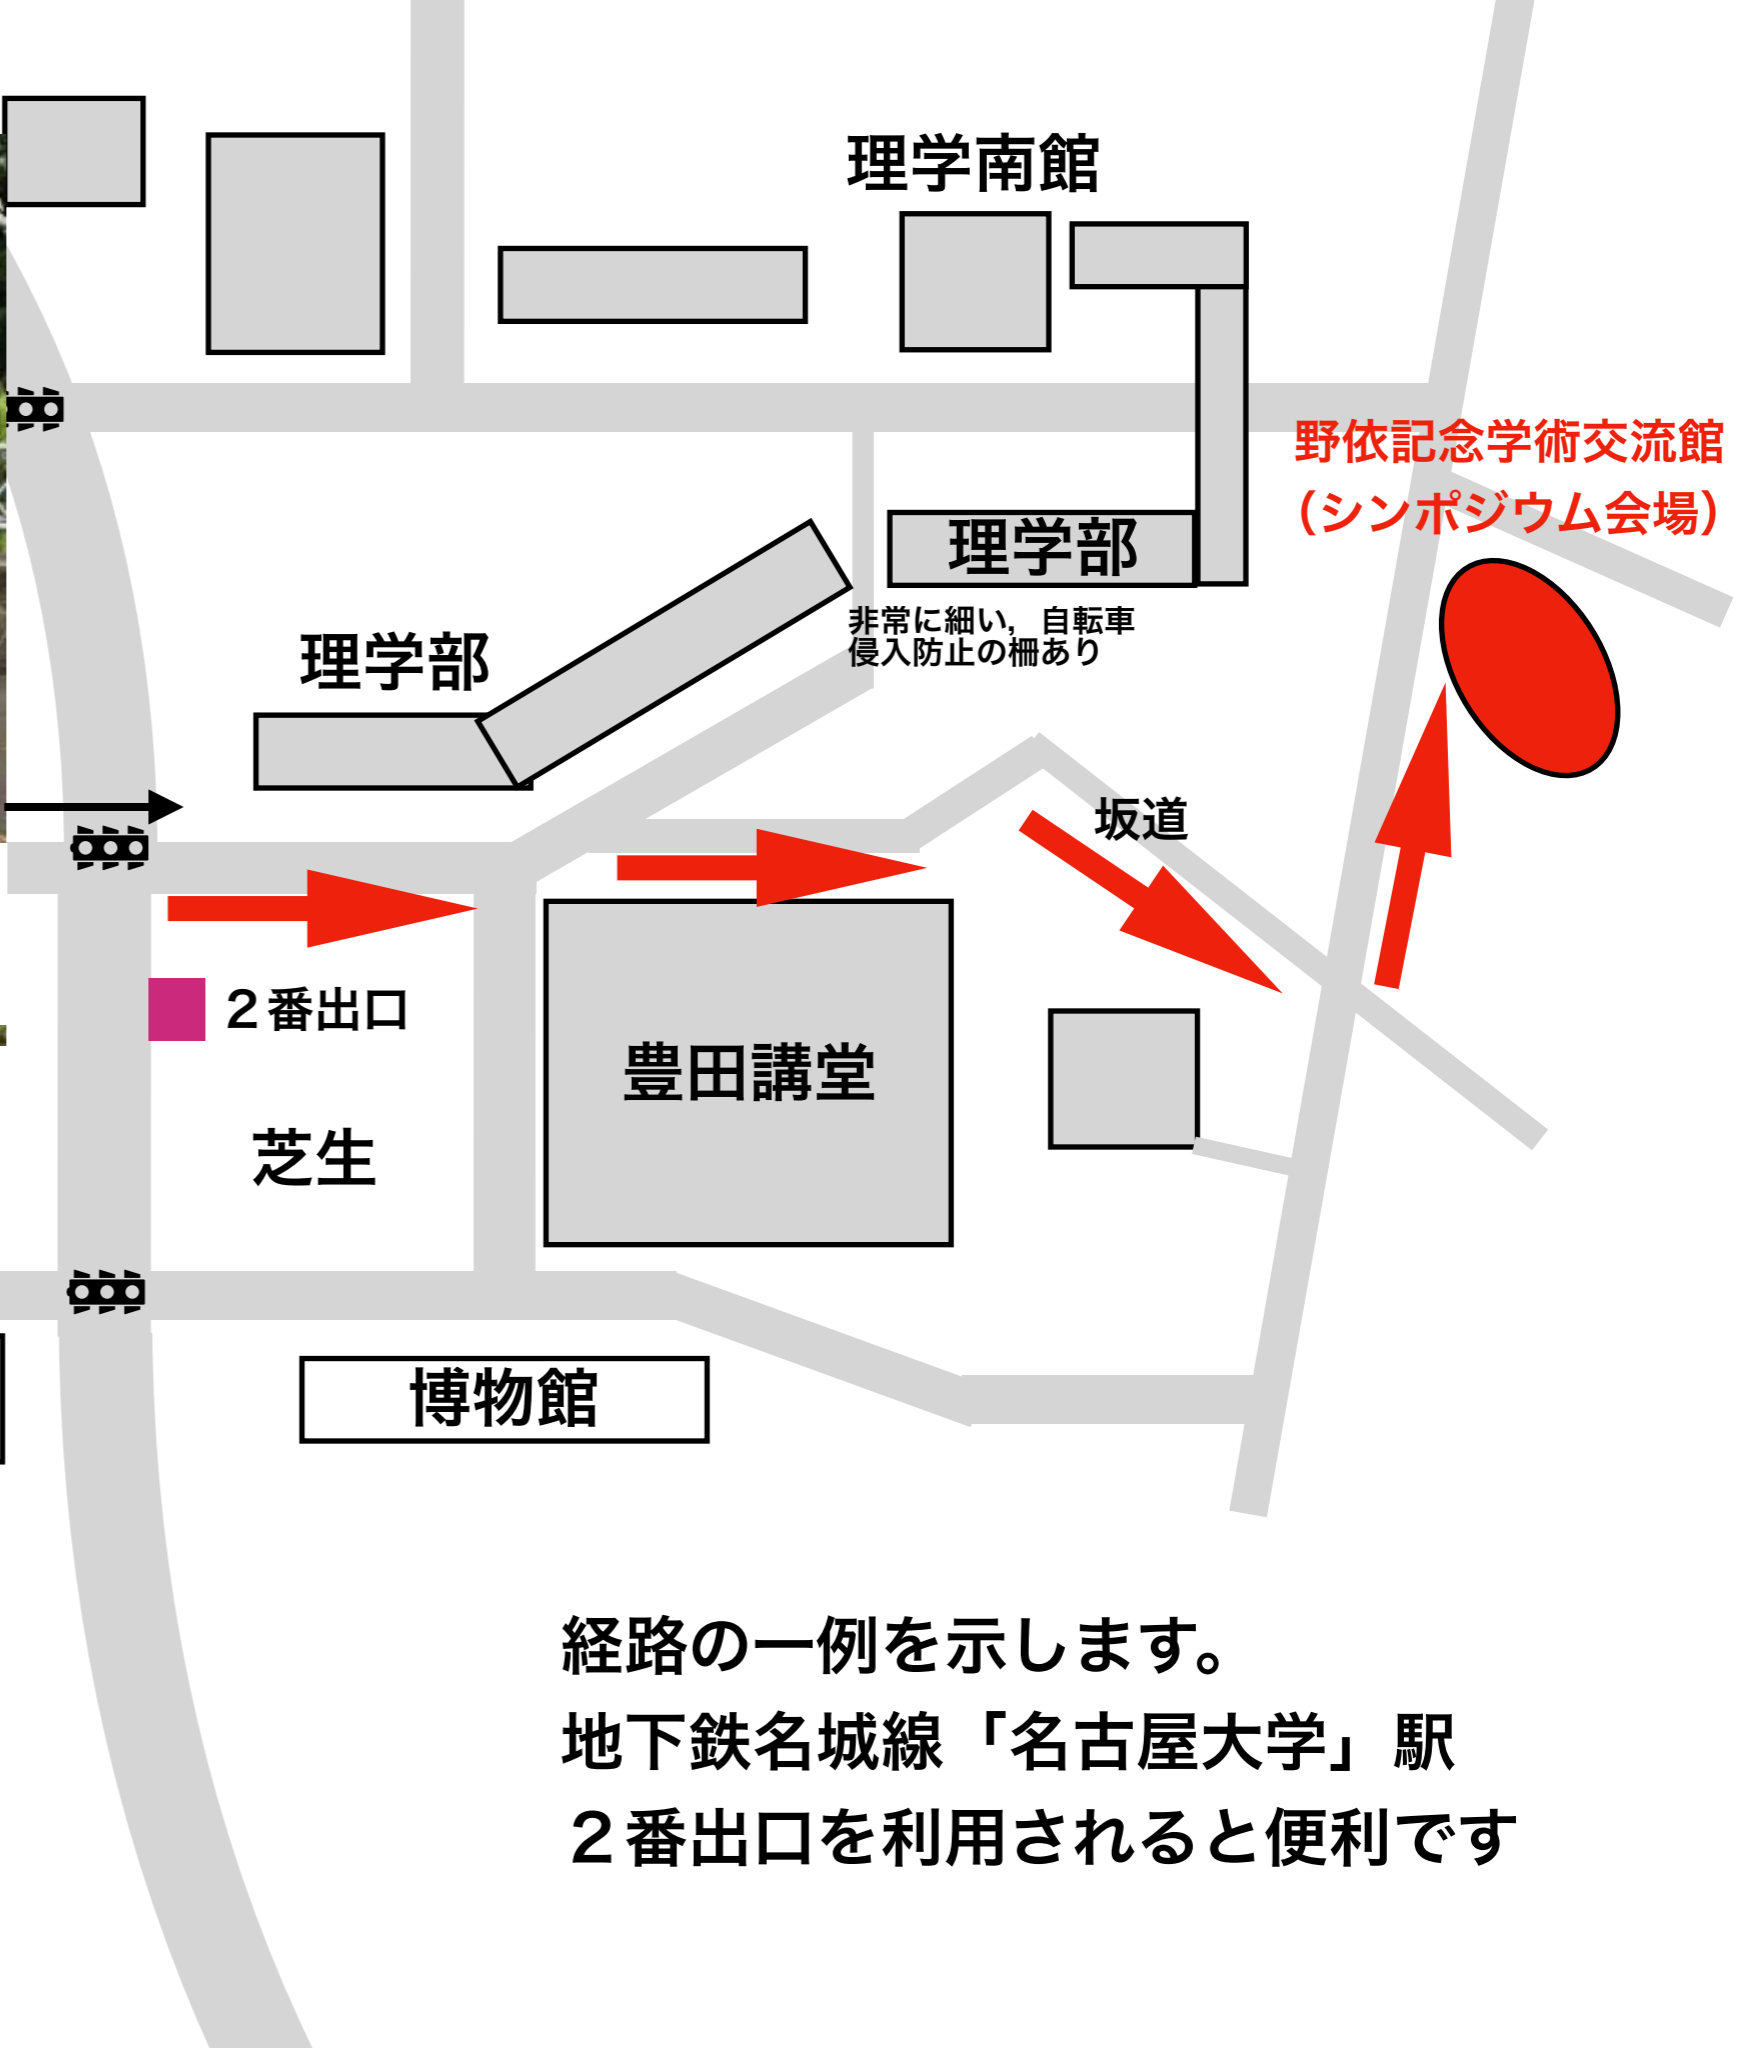 理学南館
野依記念学術交流館
（シンポジウム会場）
理学部
非常に細い，自転車
侵入防止の柵あり
理学部
坂道
２番出口
豊田講堂
芝生
博物館
経路の一例を示します。
地下鉄名城線「名古屋大学」駅
２番出口を利用されると便利です